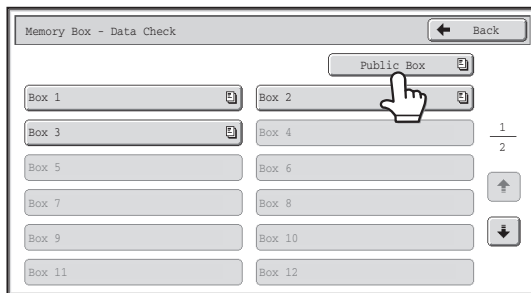 Memory Box - Data Check
Back
Public Box
Box 1
Box 2
Box 3
Box 4
1
2
Box 5
Box 6
Box 7
Box 8
Box 9
Box 10
Box 11
Box 12